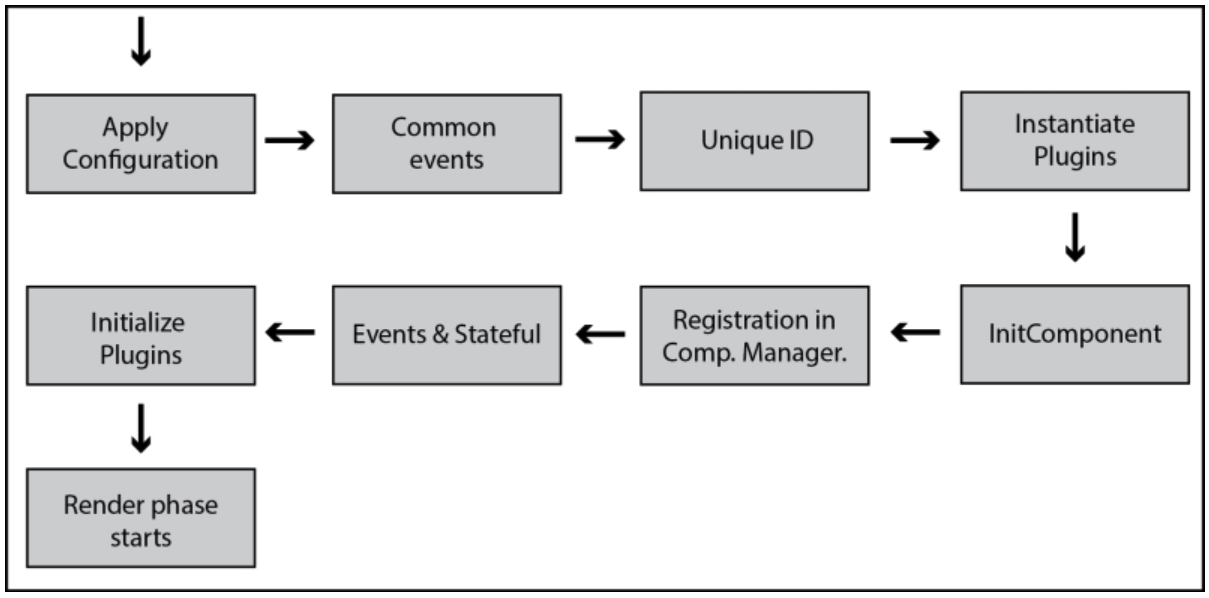 Apply
Configuration
Common
events
Unique ID
Instantiate
Plugins
Initialize
Plugins
Events & Stateful
Registration in
Comp. Manager.
InitComponent
Render phase
starts